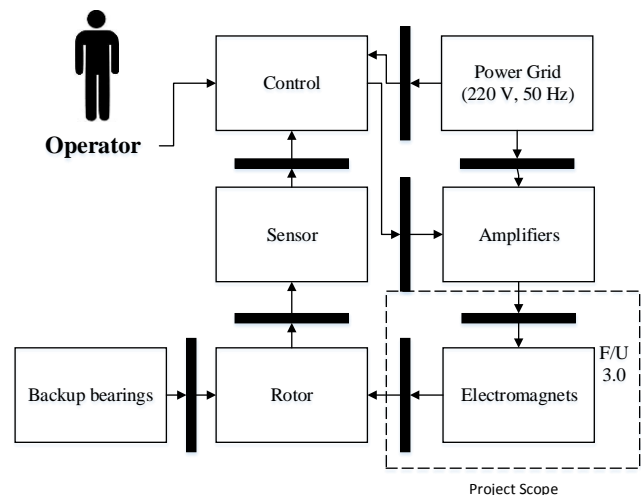 Control
Power Grid
(220 V, 50 Hz)
Operator
Sensor
Amplifiers
F/U
3.0
Backup bearings
Rotor
Electromagnets
Project Scope